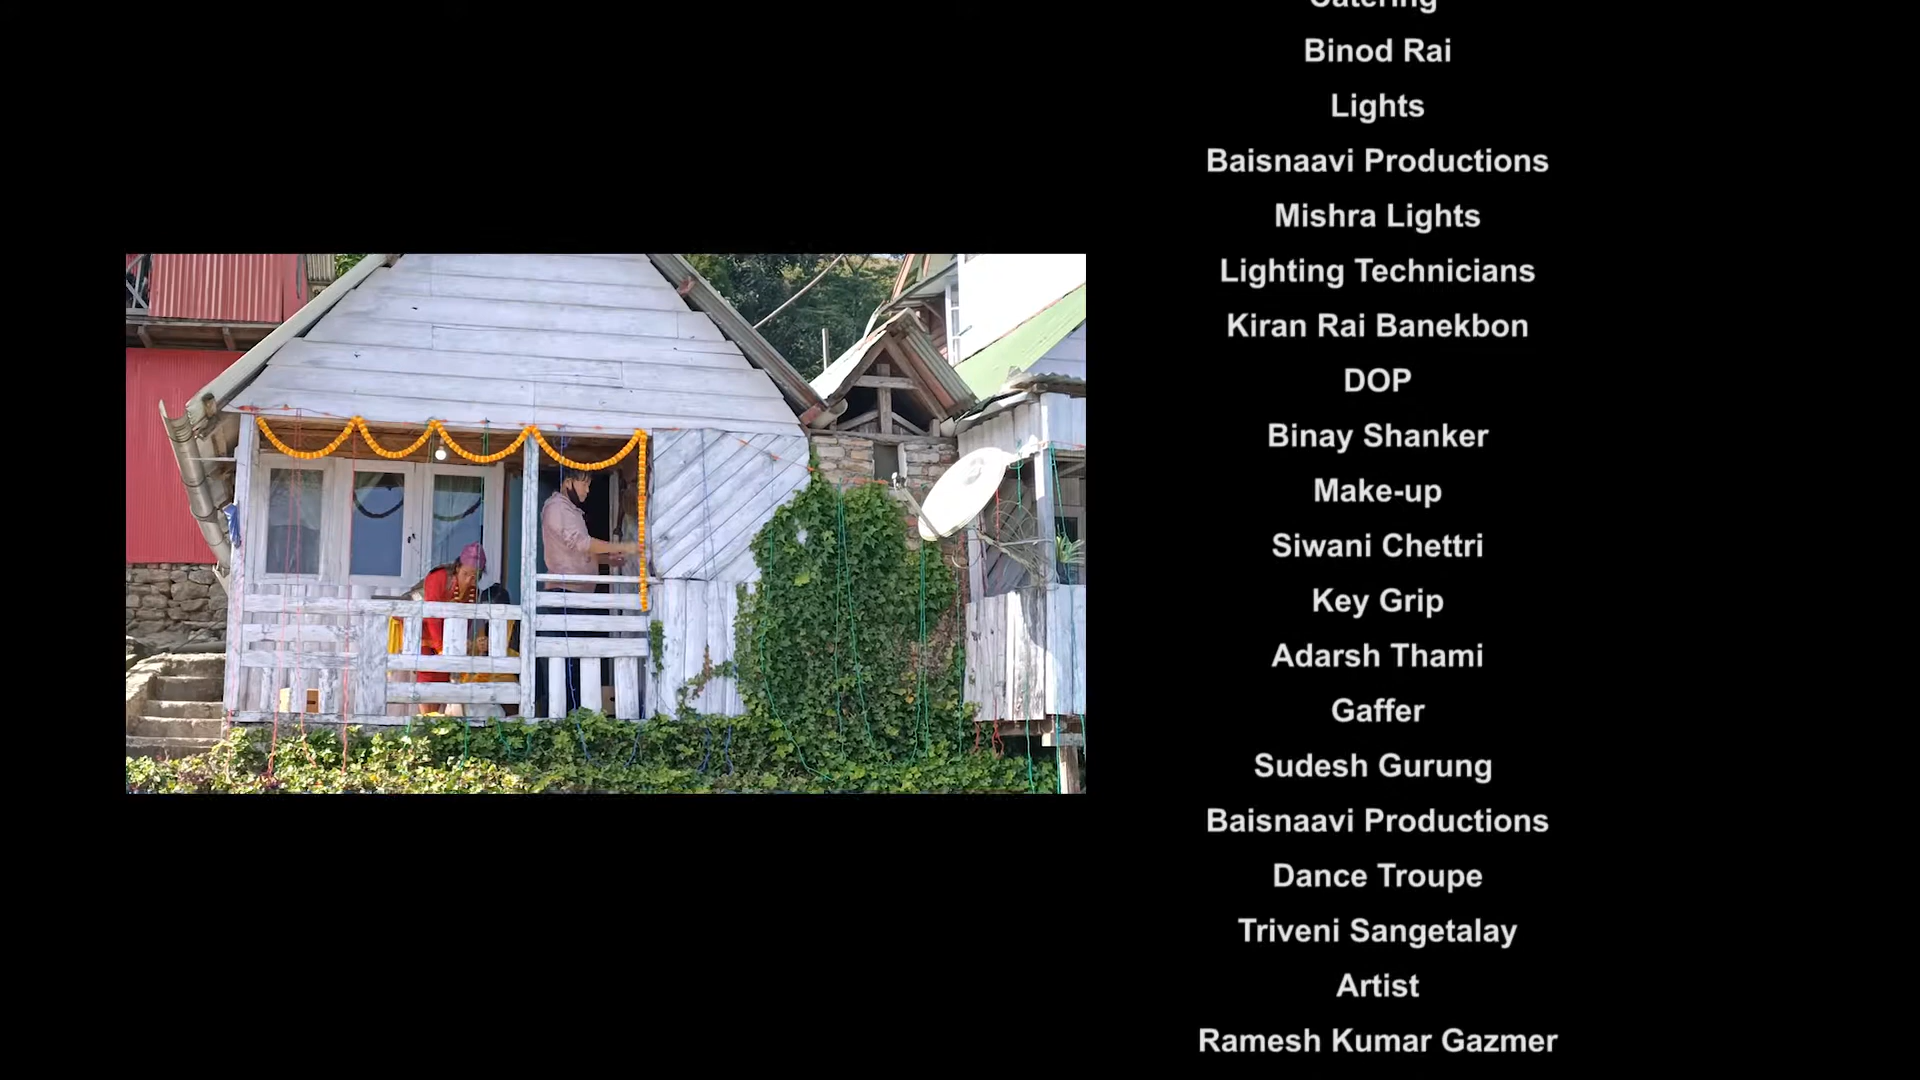 Catering
Binod Rai
Lights
Baisnaavi Productions
Mishra Lights
Lighting Technicians
Kiran Rai Banekbon
DOP
Binay Shanker
Make-up
Siwani Chettri
Key Grip
Adarsh Thami
Gaffer
Sudesh Gurung
Baisnaavi Productions
Dance Troupe
Triveni Sangetalay
Artist
Ramesh Kumar Gazmer